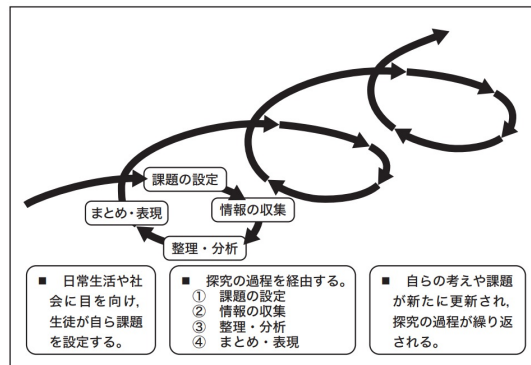 課題の設定
まとめ・表現
情報の収集
整理・分析
■ 日常生活や社
会に目を向け,
生徒が自ら課題
を設定する。
■ 探究の過程を経由する。
① 課題の設定
② 情報の収集
③ 整理・分析
④ まとめ・表現
■ 自らの考えや課題
が新たに更新され,
探究の過程が繰り返
される。